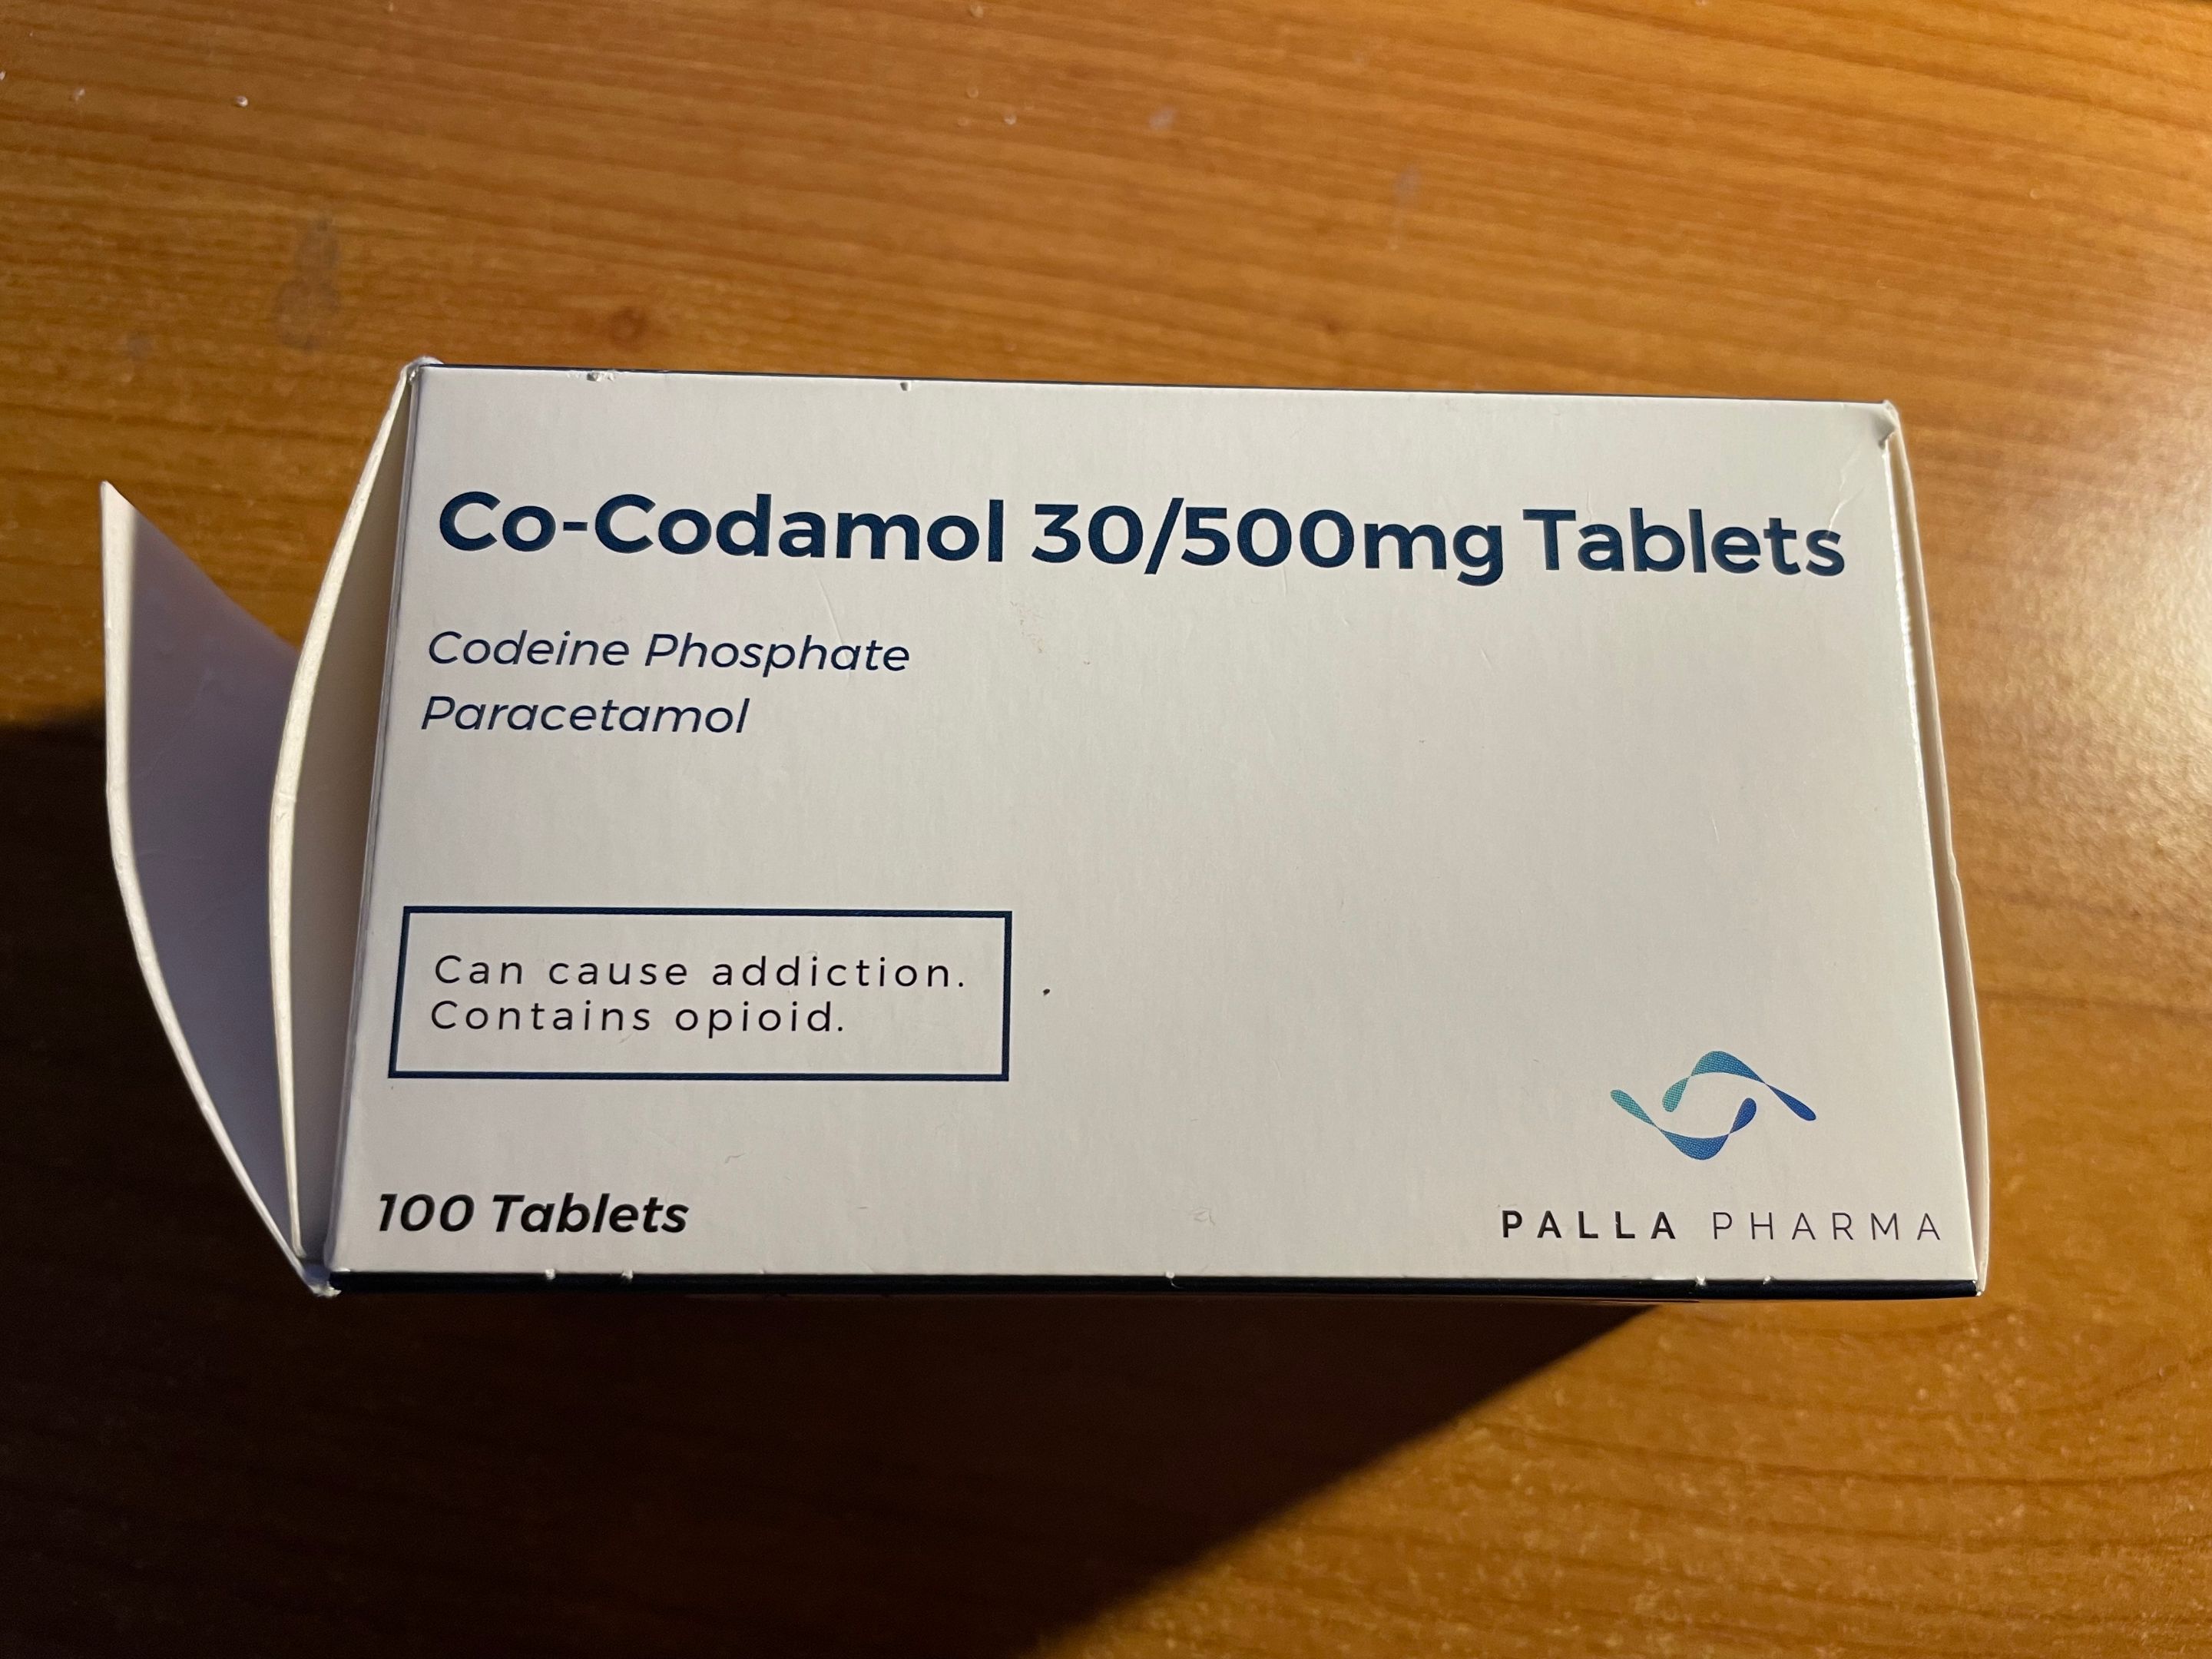 Co-Codamol 30/500mg Tablets
Codeine Phosphate
Paracetamol
Can cause addiction.
Contains opioid.
100 Tablets
PALLA PHARMA